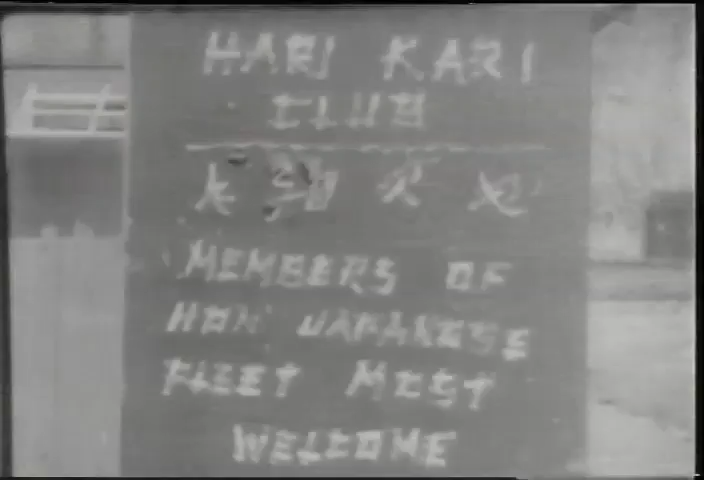 HARI KARI
CLUB
MEMBERS OF
HON JAPANESE
FLEET MOST
WELCOME